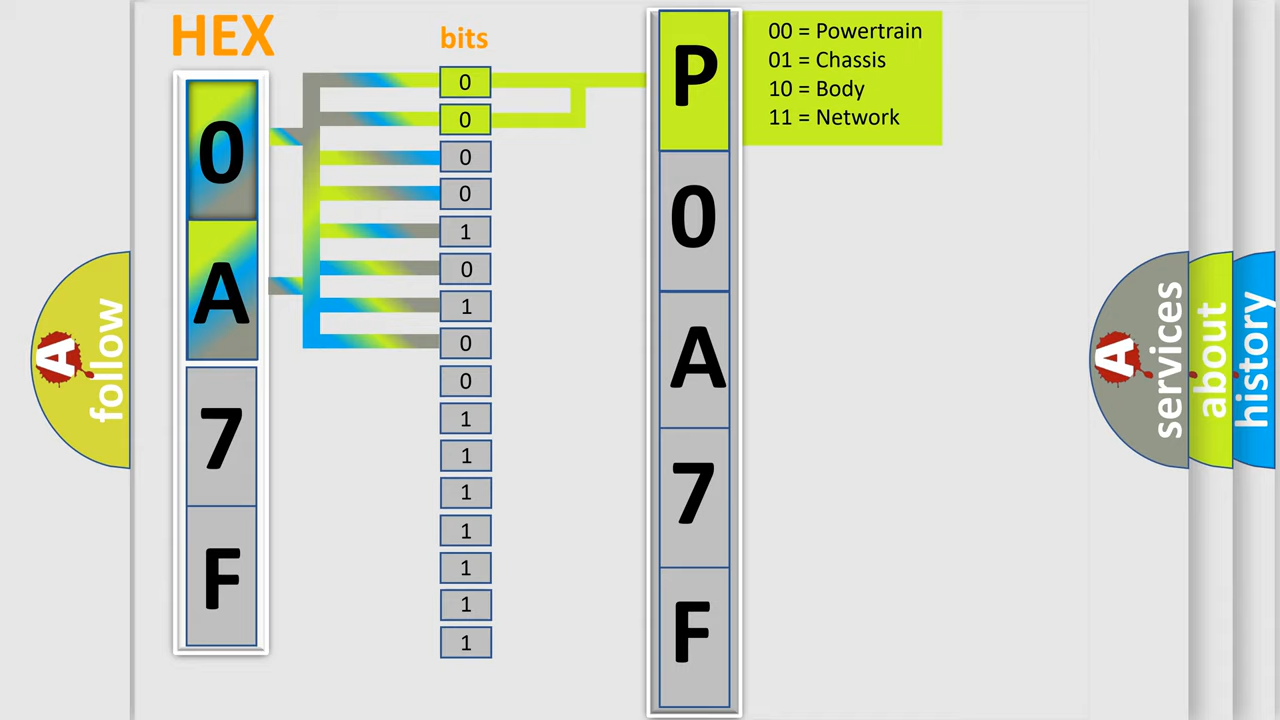 HEX
bits
0
A
7
F
0
0
0
0
1
0
1
0
0
1
1
1
1
1
1
1
P
0
A
7
F
00 = Powertrain
01 = Chassis
10 = Body
11 = Network
A
follow
A
services
about
history